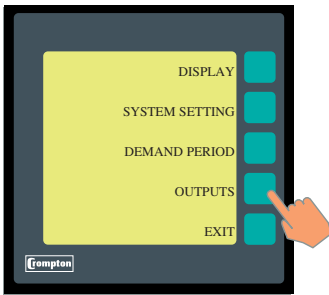 DISPLAY
SYSTEM SETTING
DEMAND PERIOD
OUTPUTS
EXIT
Crompton